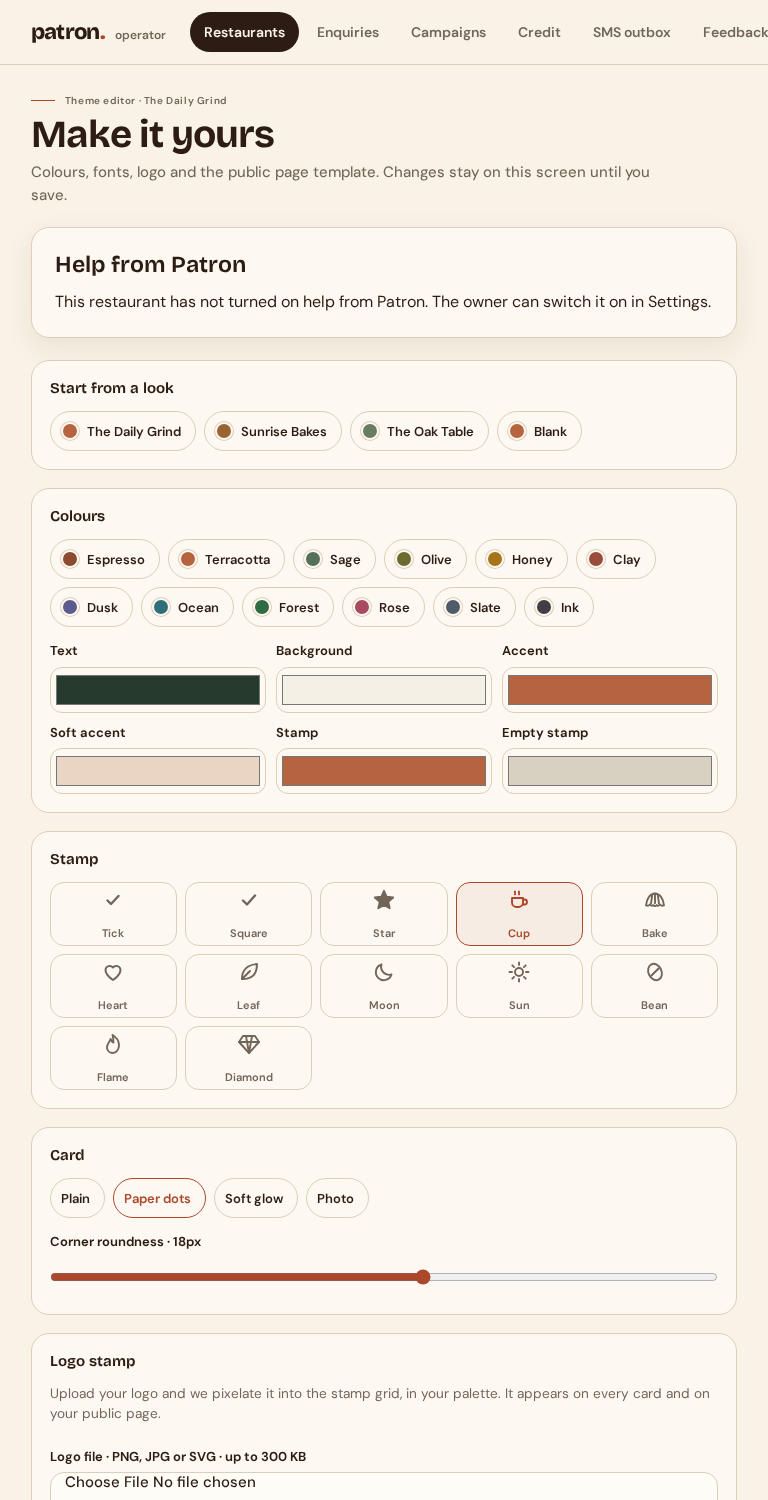 patron. operator Restaurants Enquiries Campaigns Credit SMS outbox Feedback
Theme editor · The Daily Grind
Make it yours
Colours, fonts, logo and the public page template. Changes stay on this screen until you
save.
Help from Patron
This restaurant has not turned on help from Patron. The owner can switch it on in Settings.
Start from a look
The Daily Grind Sunrise Bakes The Oak Table Blank
Colours
Espresso Terracotta Sage Olive Honey Clay
Dusk Ocean Forest Rose Slate Ink
Text Background Accent
Soft accent Stamp Empty stamp
Stamp
Tick Square Star Cup Bake
Heart Leaf Moon Sun Bean
Flame Diamond
Card
Plain Paper dots Soft glow Photo
Corner roundness · 18px
Logo stamp
Upload your logo and we pixelate it into the stamp grid, in your palette. It appears on every card and on
your public page.
Logo file · PNG, JPG or SVG · up to 300 KB
Choose File No file chosen